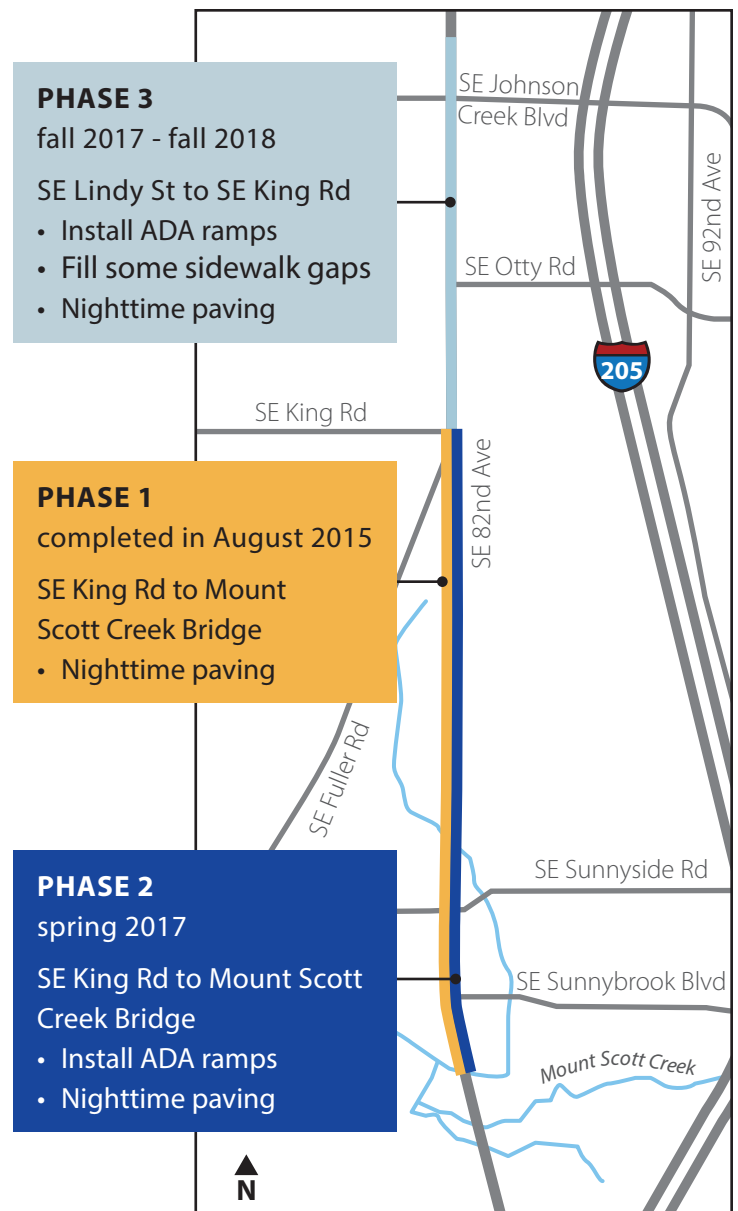 PHASE 3
fall 2017 - fall 2018
SE Lindy St to SE King Rd
• Install ADA ramps
• Fill some sidewalk gaps
• Nighttime paving
SE Johnson
Creek Blvd
SE 92nd Ave
SE Otty Rd
205
SE King Rd
SE 82nd Ave
PHASE 1
completed in August 2015
SE King Rd to Mount
Scott Creek Bridge
• Nighttime paving
SE Fuller Rd
PHASE 2
spring 2017
SE King Rd to Mount Scott
Creek Bridge
• Install ADA ramps
• Nighttime paving
SE Sunnyside Rd
SE Sunnybrook Blvd
Mount Scott Creek
N